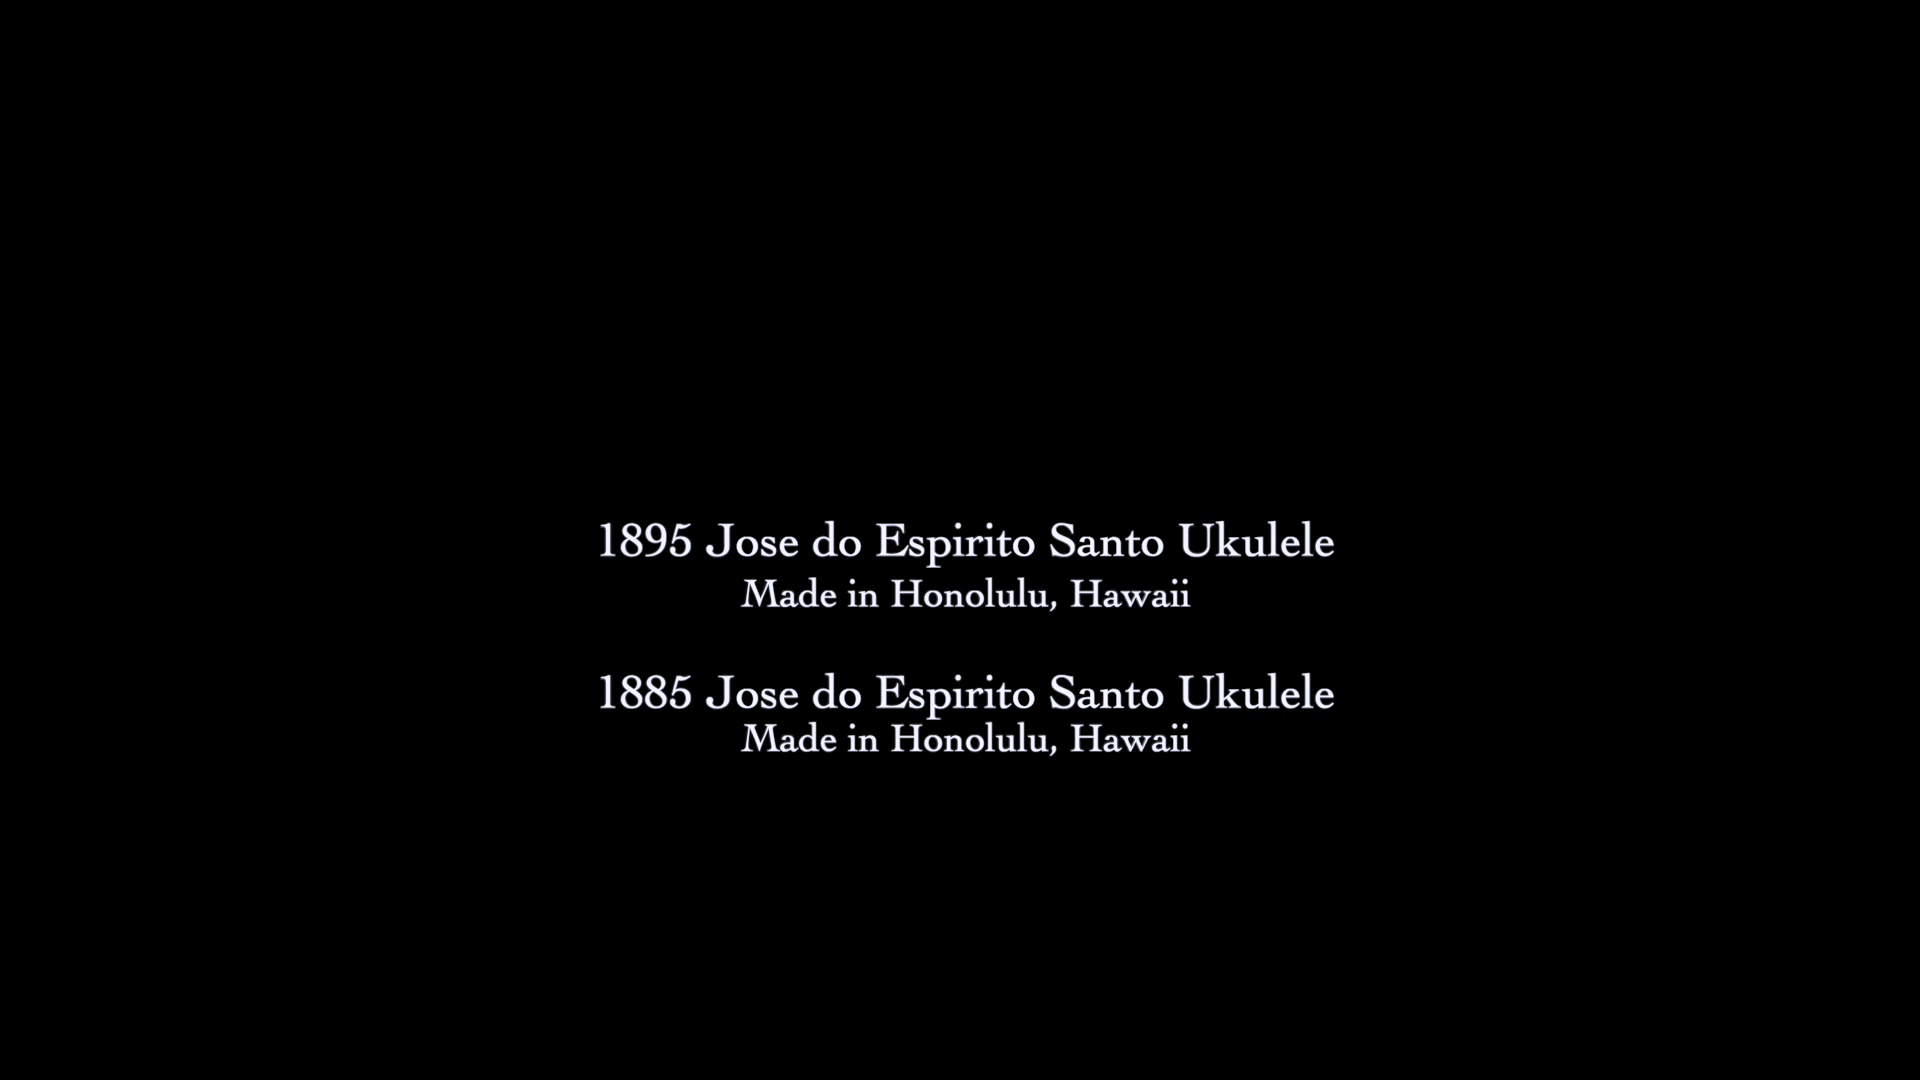 1895 Jose do Espirito Santo Ukulele
Made in Honolulu, Hawaii
1885 Jose do Espirito Santo Ukulele
Made in Honolulu, Hawaii